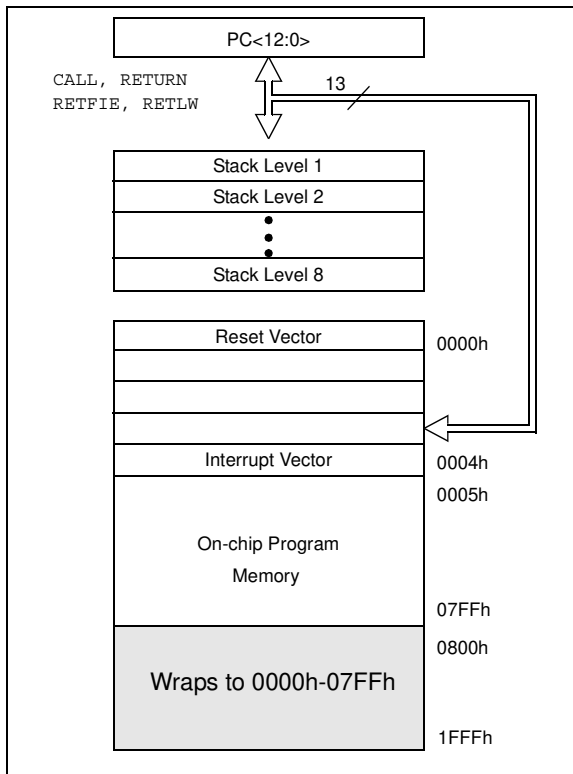 PC<12:0>
CALL, RETURN
RETFIE, RETLW
13
Stack Level 1
Stack Level 2
Stack Level 8
Reset Vector
0000h
Interrupt Vector
0004h
0005h
On-chip Program
Memory
07FFh
0800h
Wraps to 0000h-07FFh
1FFFh